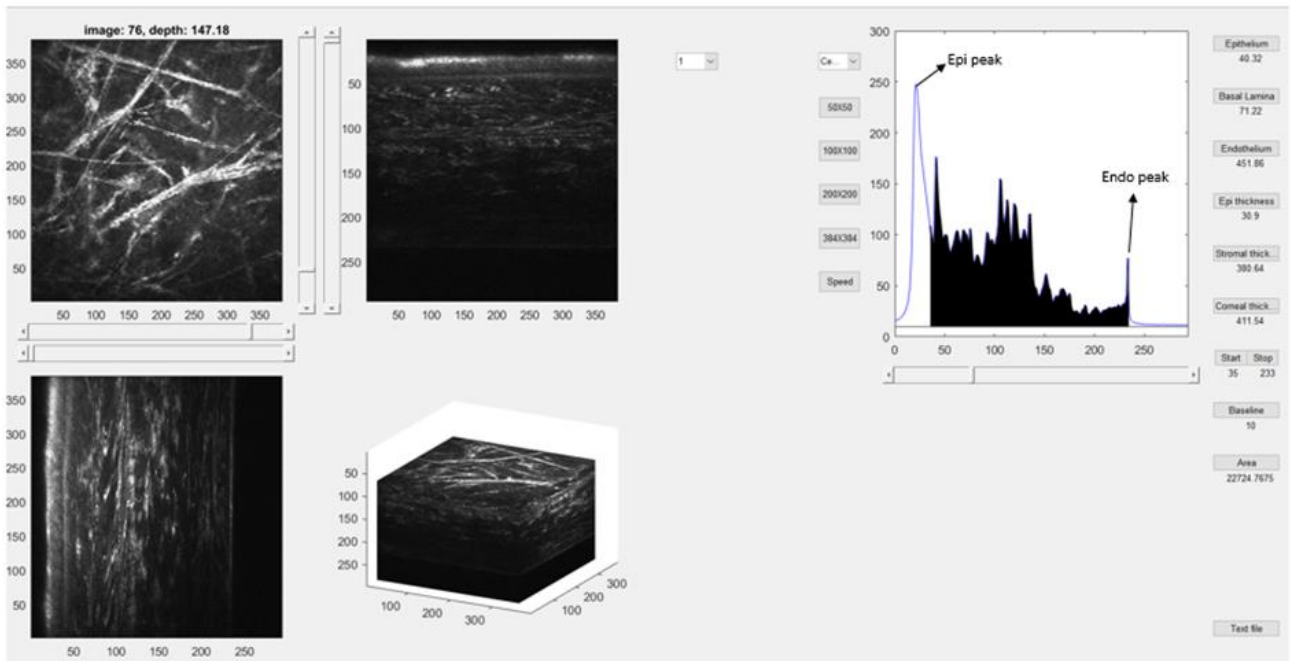 image: 76, depth: 147.18
350
300
250
200
150
100
50
50 100 150 200 250 300 350
50
100
150
200
250
50 100 150 200 250 300 350
1
Ce...
50X50
100X100
200X200
384X384
Speed
300
250
200
150
100
50
0
0 50 100 150 200 250
Epi peak
Endo peak
Epithelium
40.32
Basal Lamina
71.22
Endothelium
451.86
Epi thickness
30.9
Stromal thick...
380.64
Corneal thick...
411.54
Start Stop
35 233
Baseline
10
Area
22724.7675
350
300
250
200
150
100
50
50 100 150 200 250
50
100
150
200
250
100 200 300
100 200 300
Text file